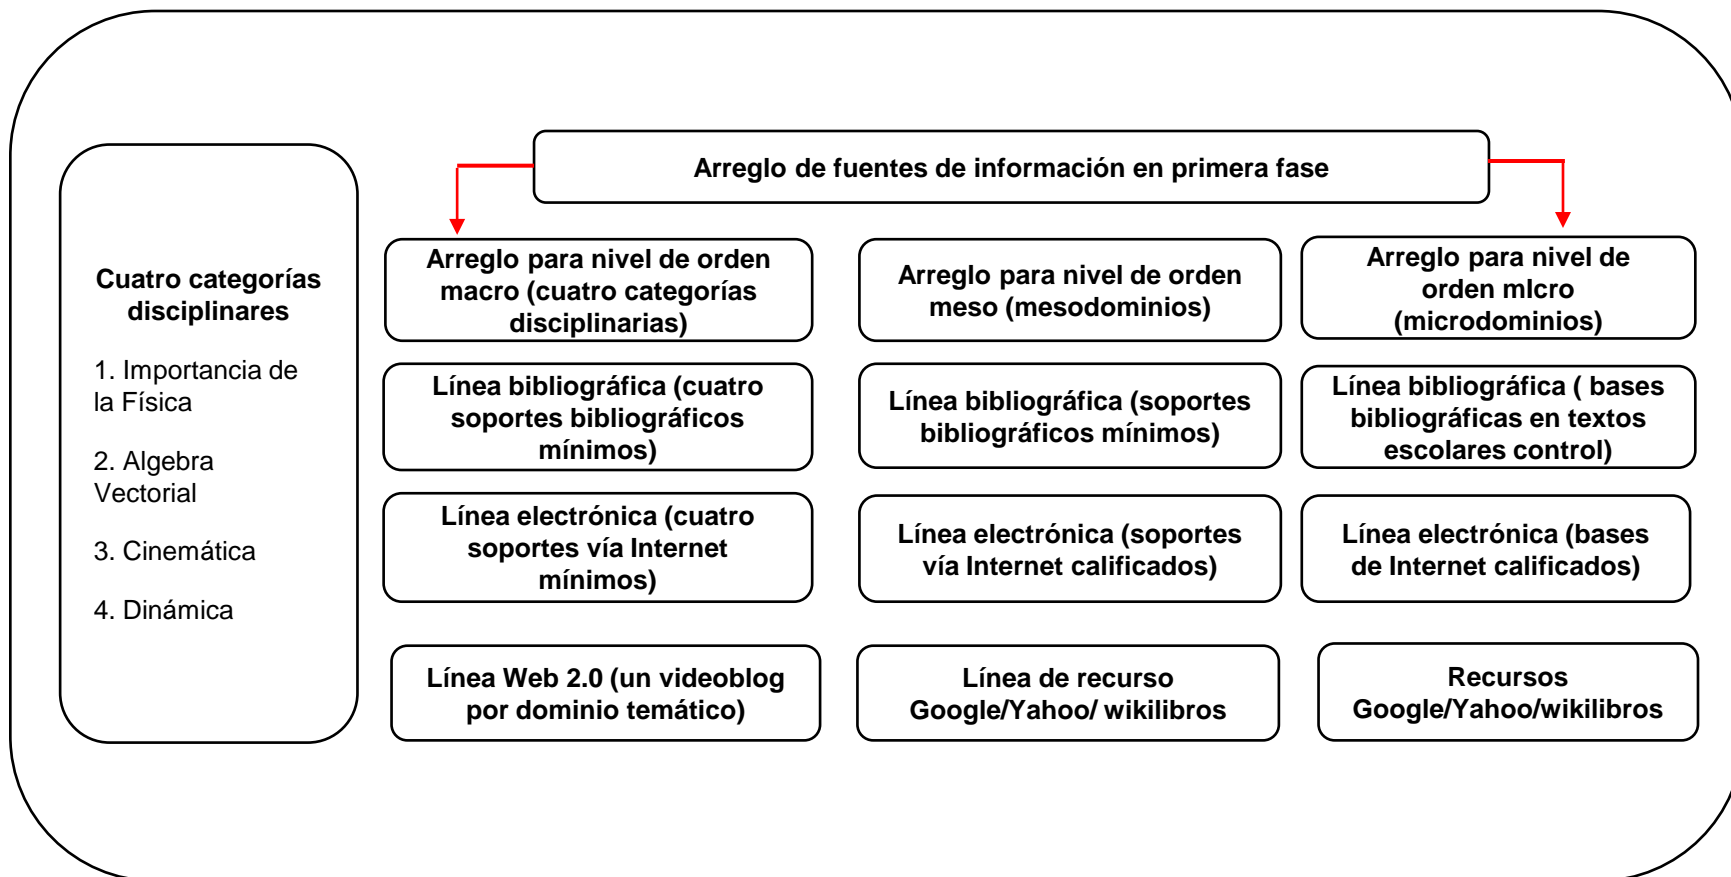 Arreglo de fuentes de información en primera fase
Cuatro categorías
disciplinares
1. Importancia de
la Física
2. Algebra
Vectorial
3. Cinemática
4. Dinámica
Arreglo para nivel de orden
macro (cuatro categorías
disciplinarias)
Línea bibliográfica (cuatro
soportes bibliográficos
mínimos)
Línea electrónica (cuatro
soportes vía Internet
mínimos)
Línea Web 2.0 (un videoblog
por dominio temático)
Arreglo para nivel de orden
meso (mesodominios)
Línea bibliográfica (soportes
bibliográficos mínimos)
Línea electrónica (soportes
vía Internet calificados)
Línea de recurso
Google/Yahoo/ wikilibros
Arreglo para nivel de
orden mIcro
(microdominios)
Línea bibliográfica ( bases
bibliográficas en textos
escolares control)
Línea electrónica (bases
de Internet calificados)
Recursos
Google/Yahoo/wikilibros